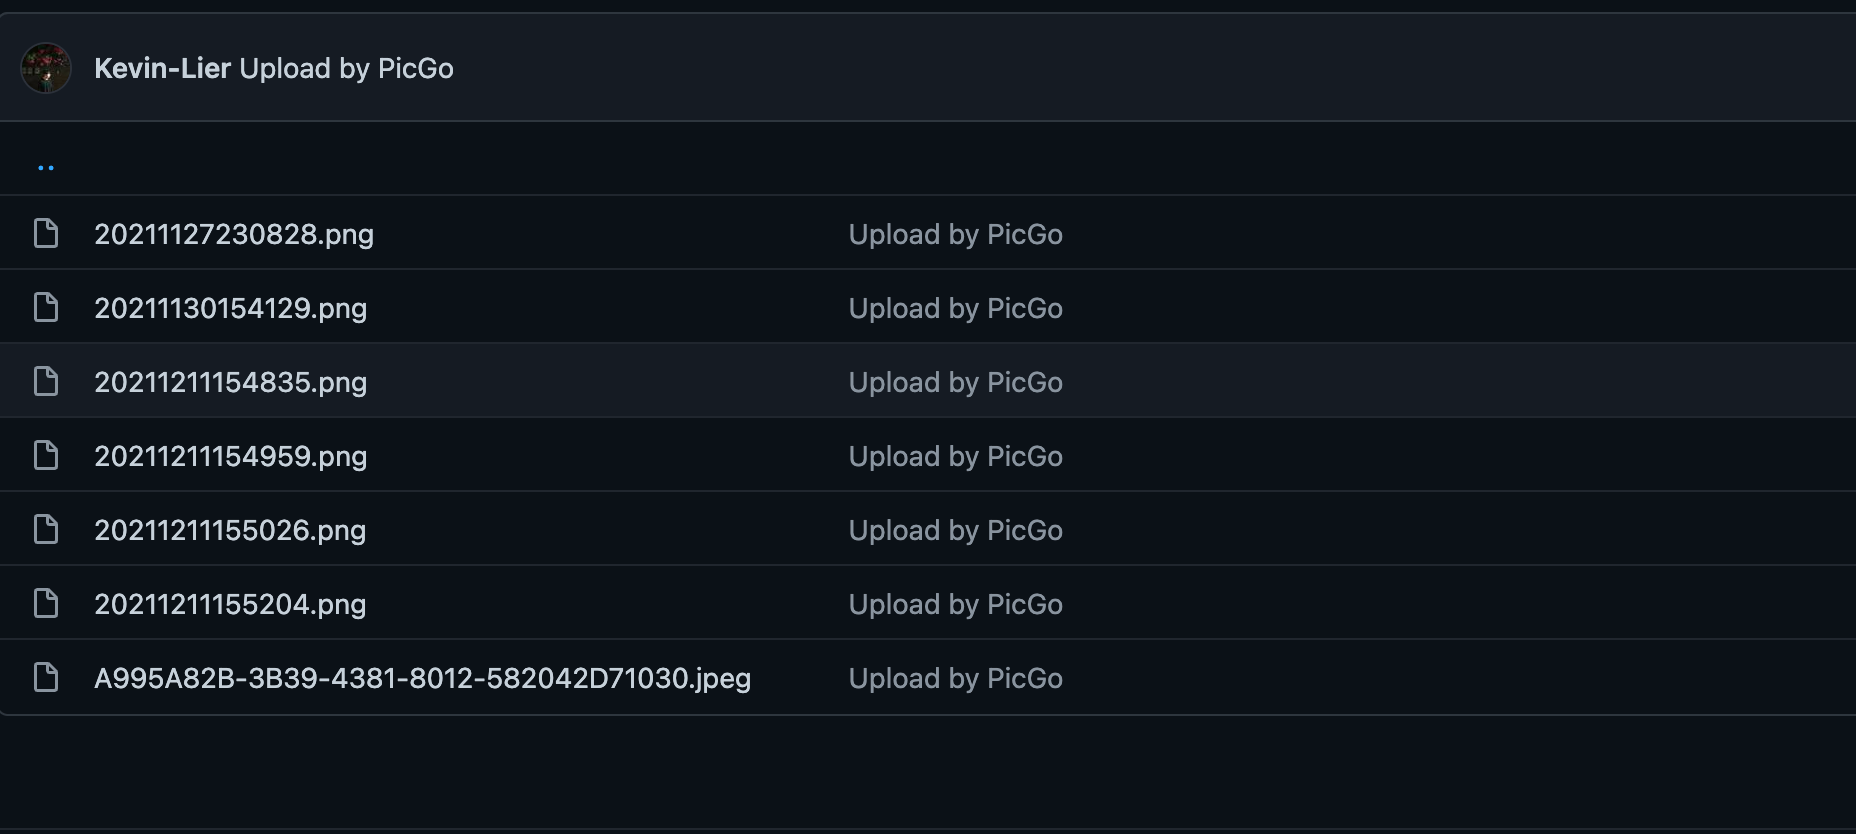 Kevin-Lier Upload by PicGo
..
20211127230828.png Upload by PicGo
20211130154129.png Upload by PicGo
20211211154835.png Upload by PicGo
20211211154959.png Upload by PicGo
20211211155026.png Upload by PicGo
20211211155204.png Upload by PicGo
A995A82B-3B39-4381-8012-582042D71030.jpeg Upload by PicGo